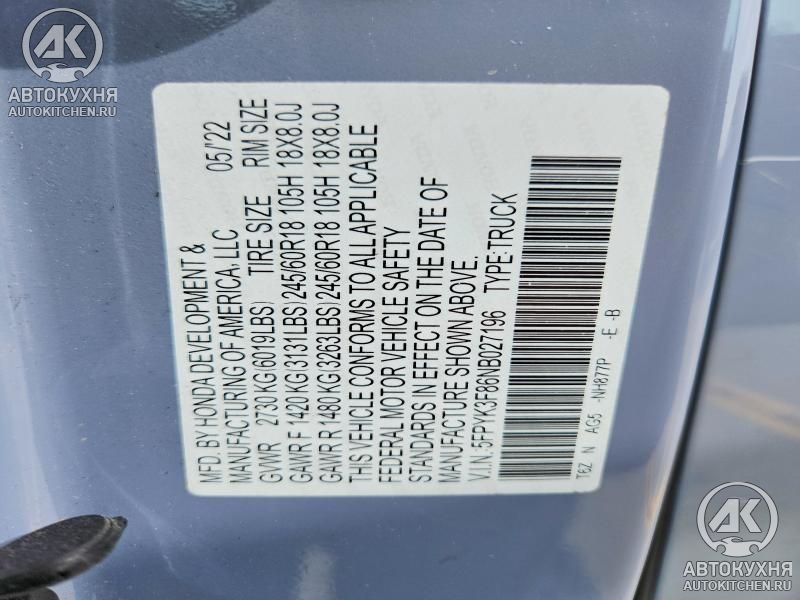 АВТОКУХНЯ
AUTOKITCHEN.RU
MFD. BY HONDA DEVELOPMENT &
MANUFACTURING OF AMERICA, LLC 05/'22
GVWR 2730 KG(6019LBS) TIRE SIZE RIM SIZE
GAWR F 1420 KG(3131LBS) 245/60R18 105H 18X8.0J
GAWR R 1480 KG(3263LBS) 245/60R18 105H 18X8.0J
THIS VEHICLE CONFORMS TO ALL APPLICABLE
FEDERAL MOTOR VEHICLE SAFETY
STANDARDS IN EFFECT ON THE DATE OF
MANUFACTURE SHOWN ABOVE.
V.I.N.:5FPYK3F86NB027196 TYPE:TRUCK
T6Z N AG5 -NH877P -E -B
АК
АВТОКУХНЯ
AUTOKITCHEN.RU